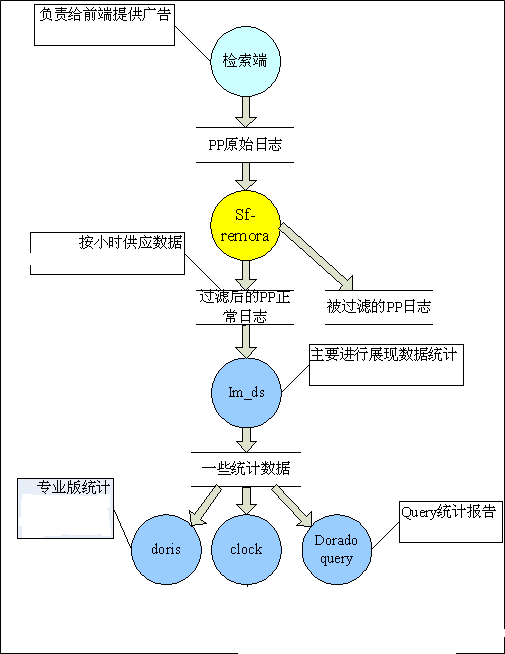 负责给前端提供广告
检索端
PP原始日志
Sf-
remora
按小时供应数据
过滤后的PP正
常日志
被过滤的PP日志
主要进行展现数据统计
Im_ds
一些统计数据
专业版统计
Query统计报告
doris
clock
Dorado
query